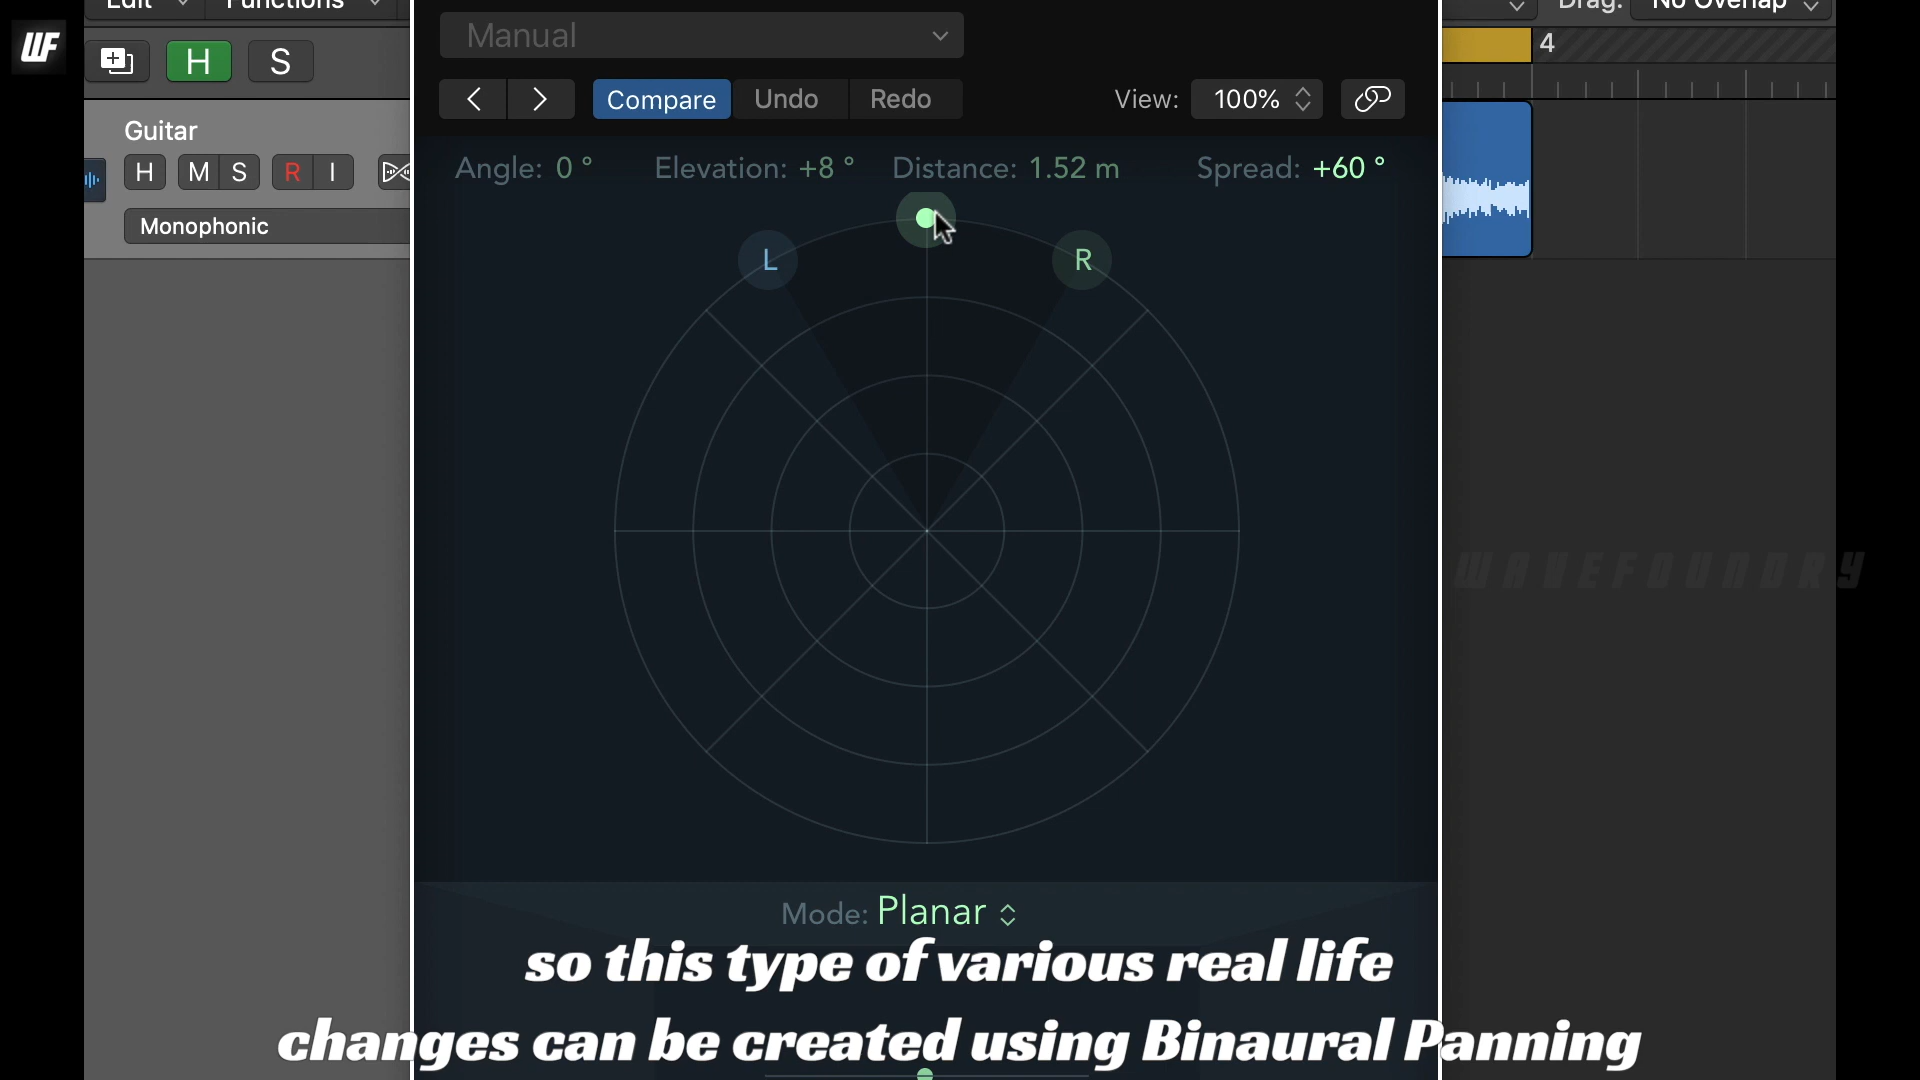 Edit Functions Drag: No Overlap
WF Manual 4
H S
Compare Undo Redo View: 100%
Guitar
Angle: 0 ° Elevation: +8 ° Distance: 1.52 m Spread: +60 °
H M S R I
Monophonic
L R
WAVEFOUNDRY
Mode: Planar
so this type of various real life
changes can be created using Binaural Panning